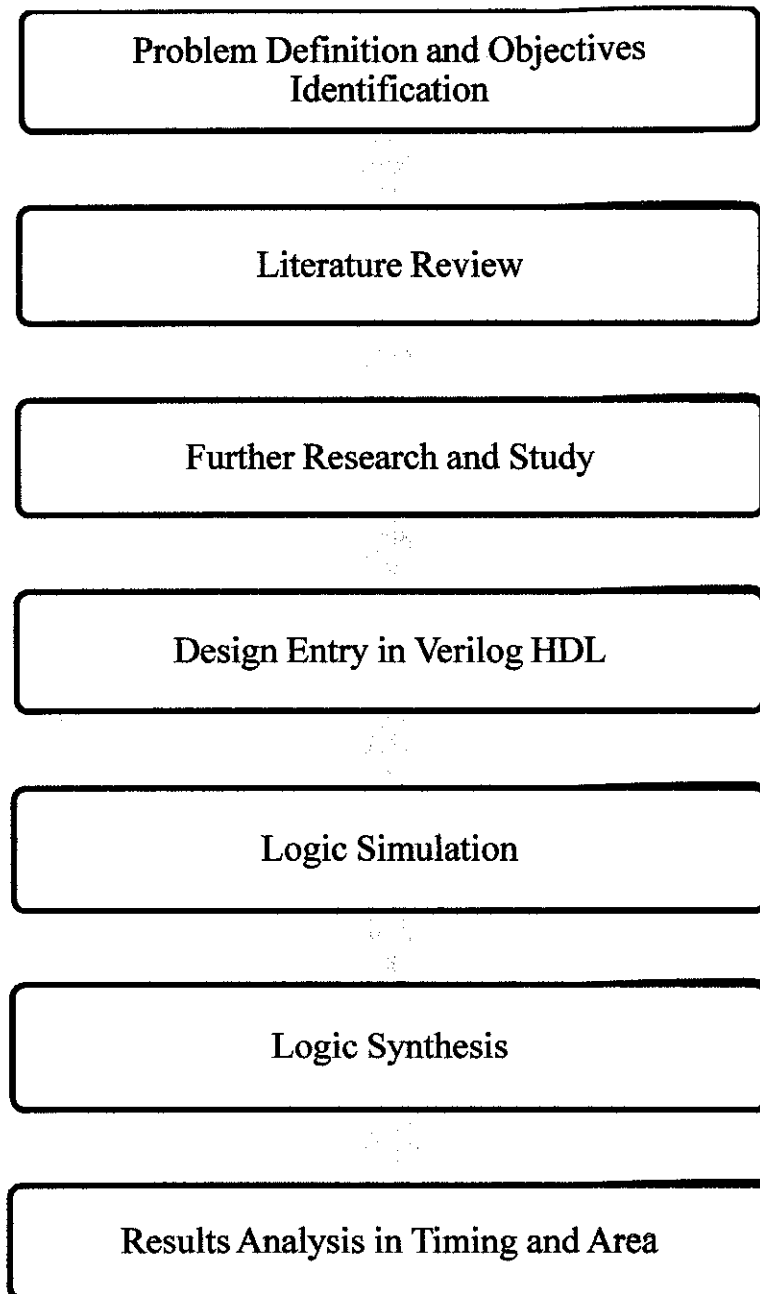 Problem Definition and Objectives
Identification
Literature Review
Further Research and Study
Design Entry in Verilog HDL
Logic Simulation
Logic Synthesis
Results Analysis in Timing and Area